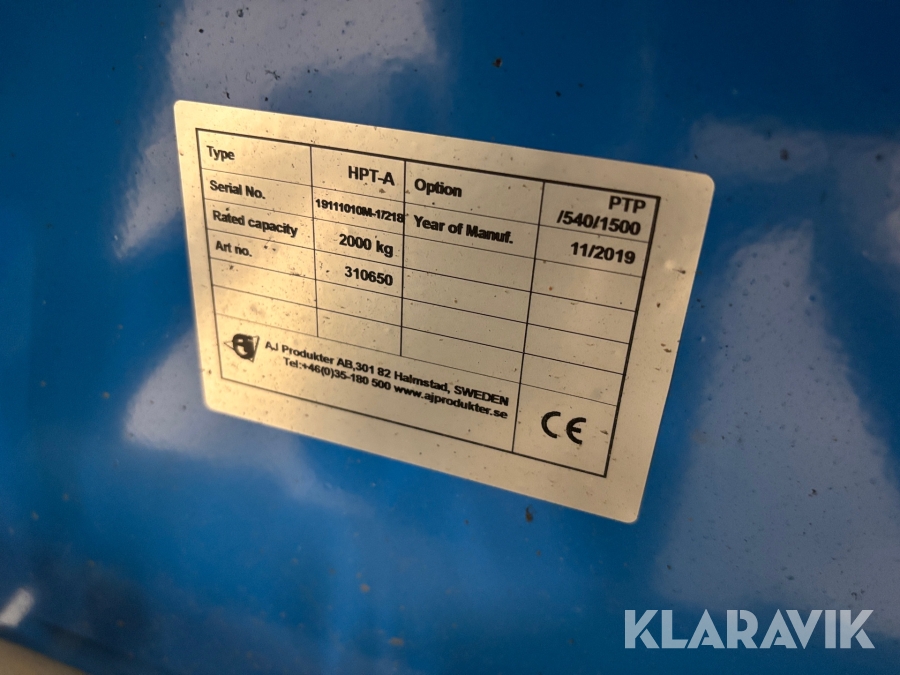 Type HPT-A Option PTP /540/1500
Serial No. 19111010M-1/7218 Year of Manuf. 11/2019
Rated capacity 2000 kg
Art no. 310650
AJ Produkter AB,301 82 Halmstad, SWEDEN
Tel:+46(0)35-180 500 www.ajprodukter.se
CE
KLARAVIK